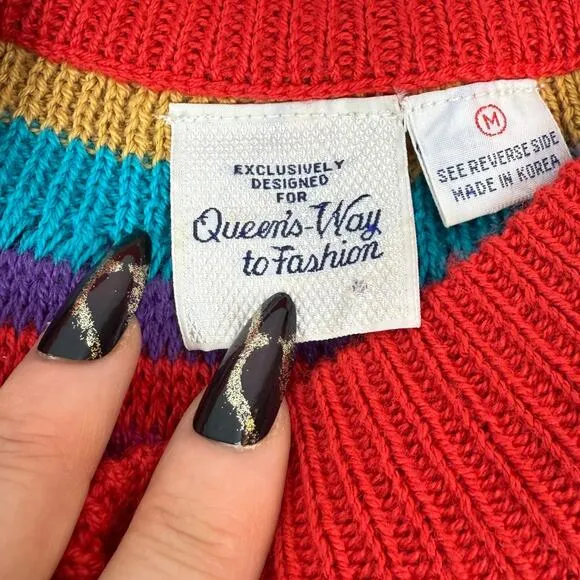 EXCLUSIVELY
DESIGNED
FOR
Queen's-Way
to Fashion
M
SEE REVERSE SIDE
MADE IN KOREA